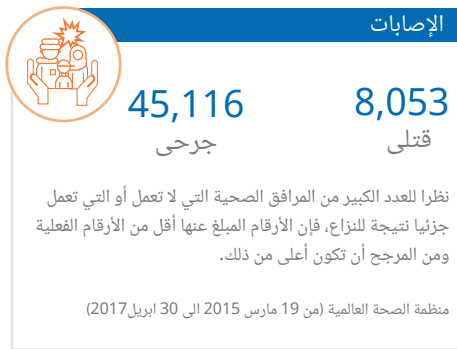 الإصابات
8,053 45,116
قتلى جرحى
نظرا للعدد الكبير من المرافق الصحية التي لا تعمل أو التي تعمل
جزئيا نتيجة للنزاع، فإن الأرقام المبلغ عنها أقل من الأرقام الفعلية
ومن المرجح أن تكون أعلى من ذلك.
منظمة الصحة العالمية (من 19 مارس 2015 الى 30 ابريل2017)